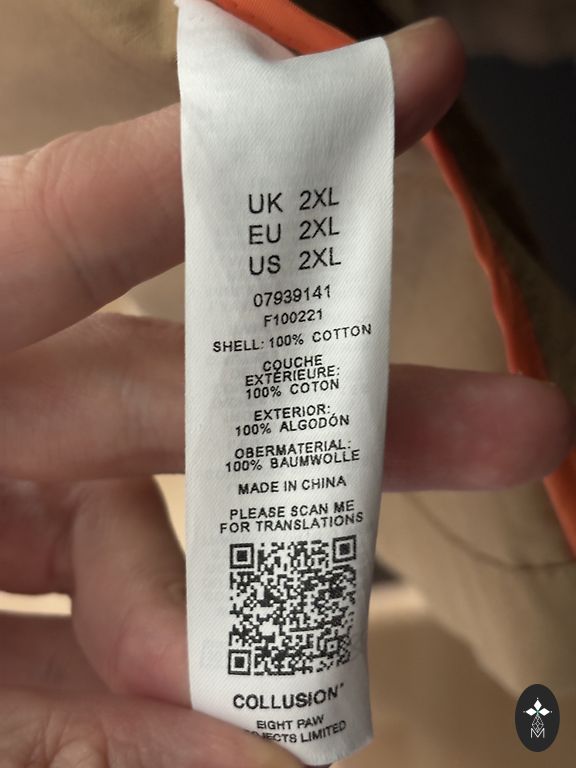 UK 2XL
EU 2XL
US 2XL
07939141
F100221
SHELL: 100% COTTON
COUCHE
EXTÉRIEURE:
100% COTON
EXTERIOR:
100% ALGODÓN
OBERMATERIAL:
100% BAUMWOLLE
MADE IN CHINA
PLEASE SCAN ME
FOR TRANSLATIONS
COLLUSION
EIGHT PAW
LIMITED
M